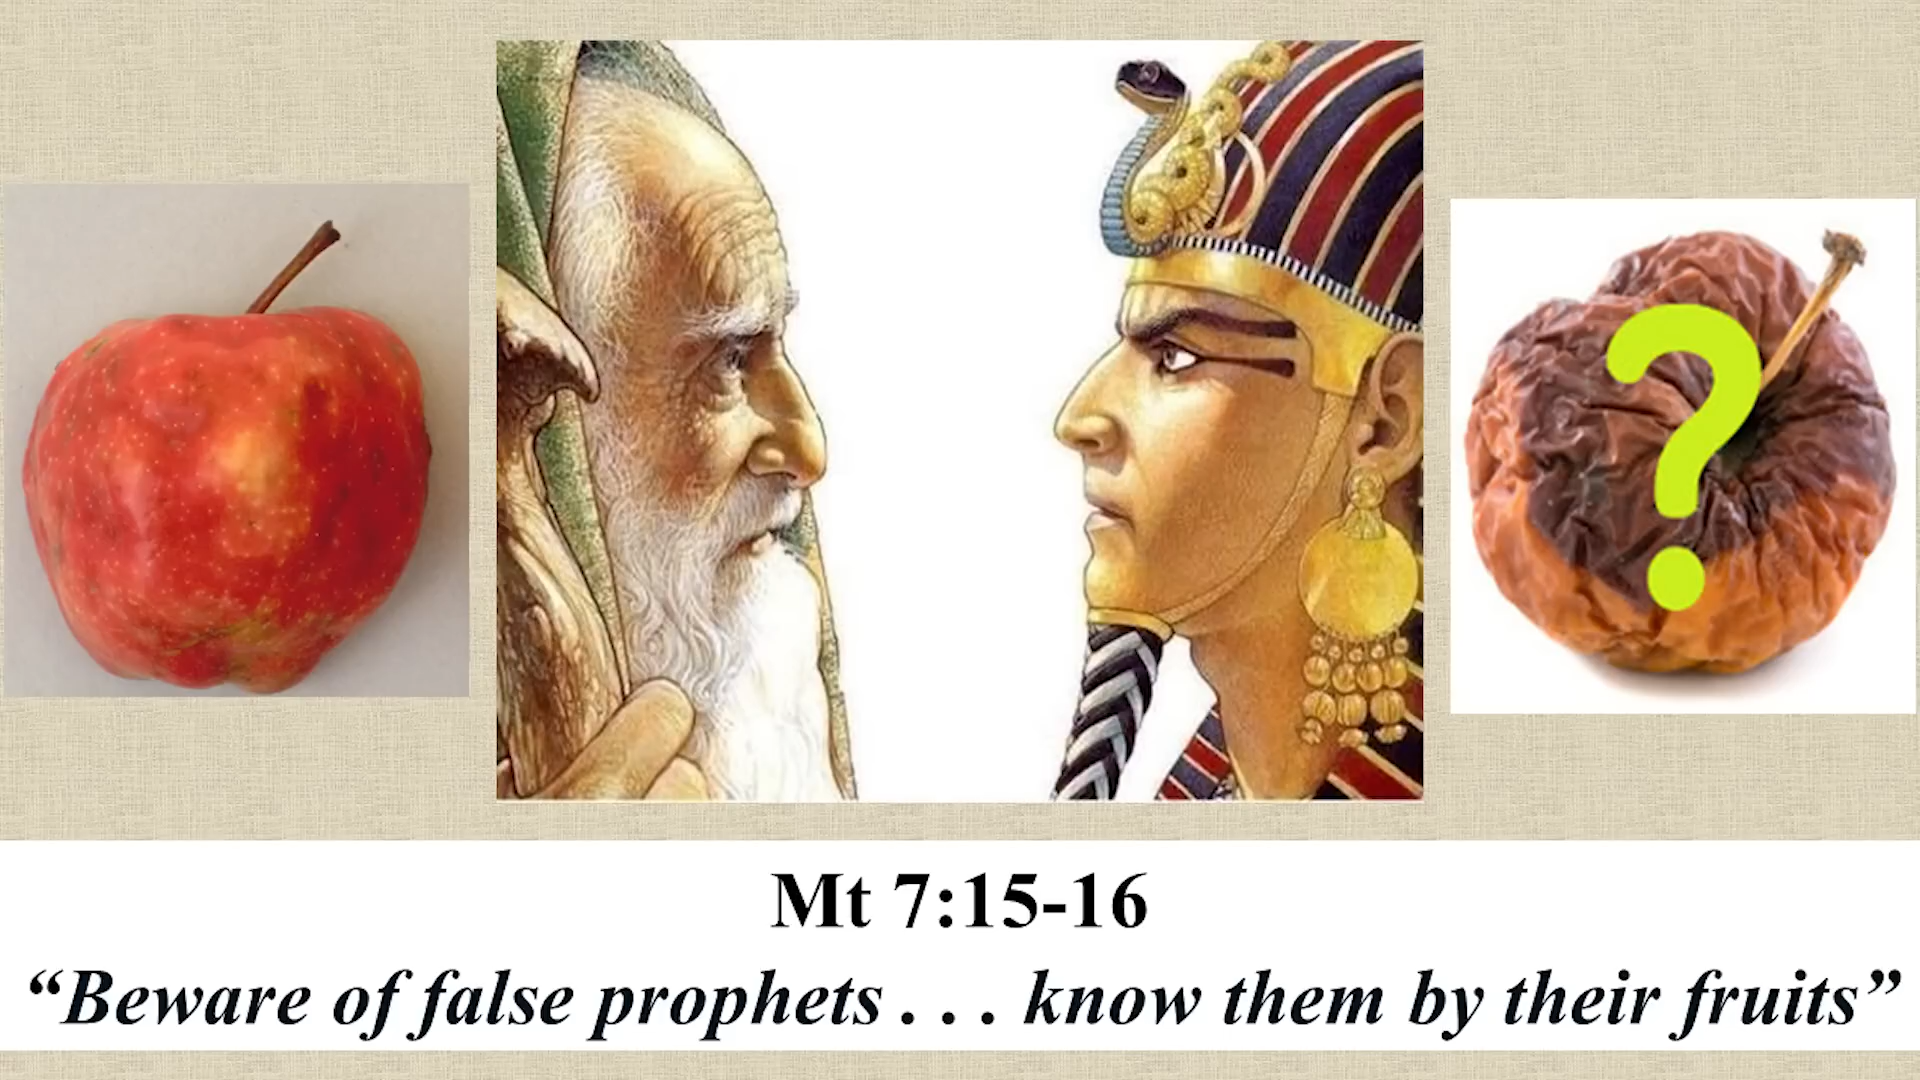 ?
Mt 7:15-16
“Beware of false prophets . . . know them by their fruits”